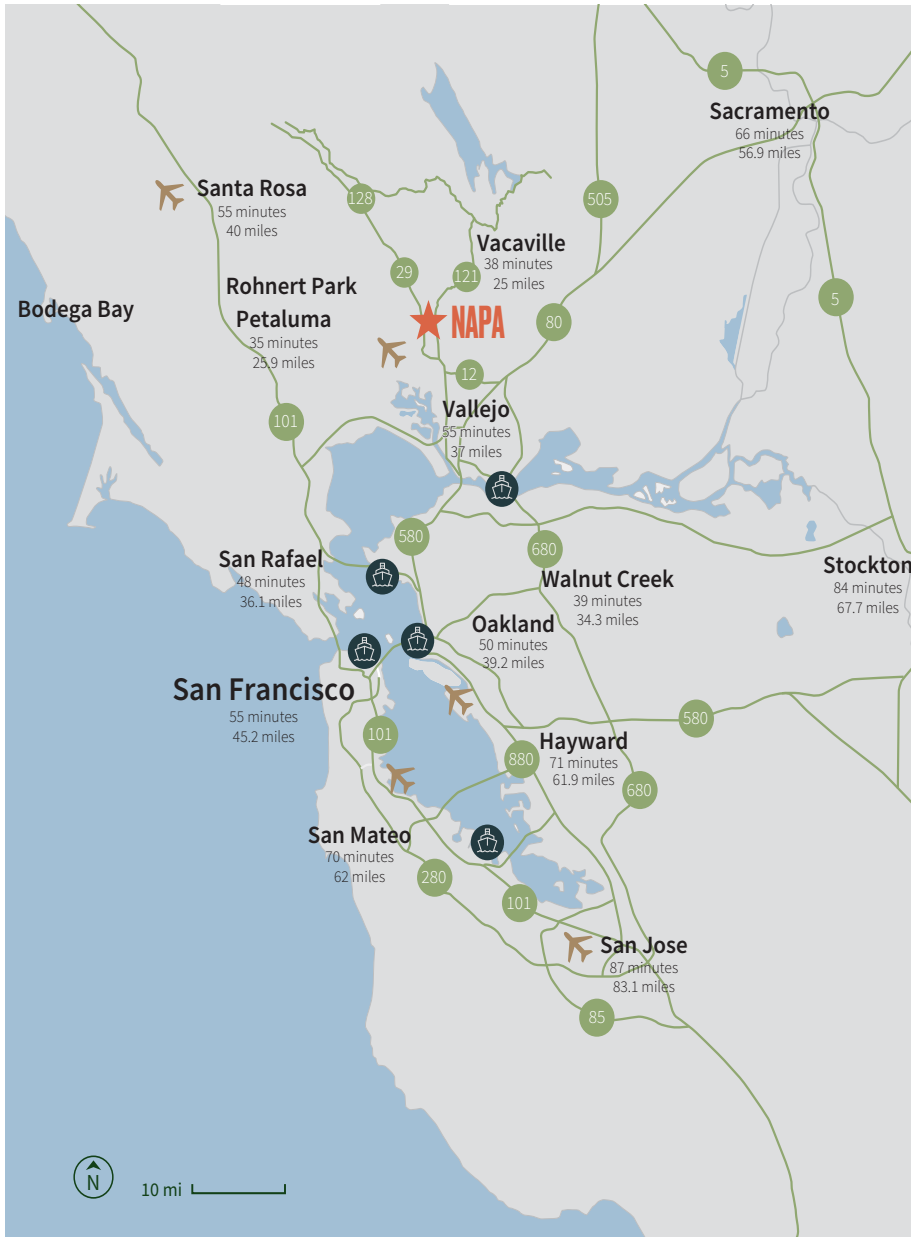 5
Sacramento
66 minutes
56.9 miles
Santa Rosa
55 minutes
40 miles
128
505
Vacaville
38 minutes
25 miles
29
121
Rohnert Park
Bodega Bay
5
Petaluma
35 minutes
25.9 miles
NAPA
80
12
101
Vallejo
55 minutes
37 miles
580
680
San Rafael
48 minutes
36.1 miles
Walnut Creek
39 minutes
34.3 miles
Stockton
84 minutes
67.7 miles
Oakland
50 minutes
39.2 miles
San Francisco
55 minutes
45.2 miles
580
101
Hayward
71 minutes
61.9 miles
880
680
San Mateo
70 minutes
62 miles
280
101
San Jose
87 minutes
83.1 miles
85
N
10 mi